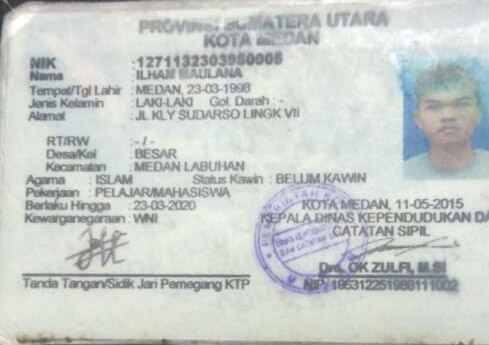 PROVINSI SUMATERA UTARA
KOTA MEDAN
NIK : 1271132303980005
Nama : ILHAM MAULANA
Tempat/Tgl Lahir : MEDAN, 23-03-1998
Jenis Kelamin : LAKI-LAKI Gol. Darah : -
Alamat : JL KLY SUDARSO LINGK VII
RT/RW : - / -
Desa/Kel : BESAR
Kecamatan : MEDAN LABUHAN
Agama : ISLAM Status Kawin : BELUM KAWIN
Pekerjaan : PELAJAR/MAHASISWA
Berlaku Hingga : 23-03-2020
Kewarganegaraan : WNI
KOTA MEDAN, 11-05-2015
KEPALA DINAS KEPENDUDUKAN DA
CATATAN SIPIL
Drs. OK ZULFI, M.SI
NIP. 196312251986111002
Tanda Tangan/Sidik Jari Pemegang KTP